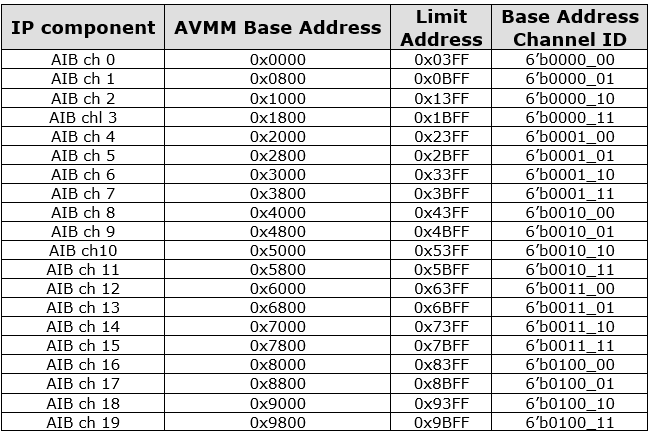 IP component AVMM Base Address Limit Address Base Address Channel ID
AIB ch 0 0x0000 0x03FF 6’b0000_00
AIB ch 1 0x0800 0x0BFF 6’b0000_01
AIB ch 2 0x1000 0x13FF 6’b0000_10
AIB chl 3 0x1800 0x1BFF 6’b0000_11
AIB ch 4 0x2000 0x23FF 6’b0001_00
AIB ch 5 0x2800 0x2BFF 6’b0001_01
AIB ch 6 0x3000 0x33FF 6’b0001_10
AIB ch 7 0x3800 0x3BFF 6’b0001_11
AIB ch 8 0x4000 0x43FF 6’b0010_00
AIB ch 9 0x4800 0x4BFF 6’b0010_01
AIB ch10 0x5000 0x53FF 6’b0010_10
AIB ch 11 0x5800 0x5BFF 6’b0010_11
AIB ch 12 0x6000 0x63FF 6’b0011_00
AIB ch 13 0x6800 0x6BFF 6’b0011_01
AIB ch 14 0x7000 0x73FF 6’b0011_10
AIB ch 15 0x7800 0x7BFF 6’b0011_11
AIB ch 16 0x8000 0x83FF 6’b0100_00
AIB ch 17 0x8800 0x8BFF 6’b0100_01
AIB ch 18 0x9000 0x93FF 6’b0100_10
AIB ch 19 0x9800 0x9BFF 6’b0100_11